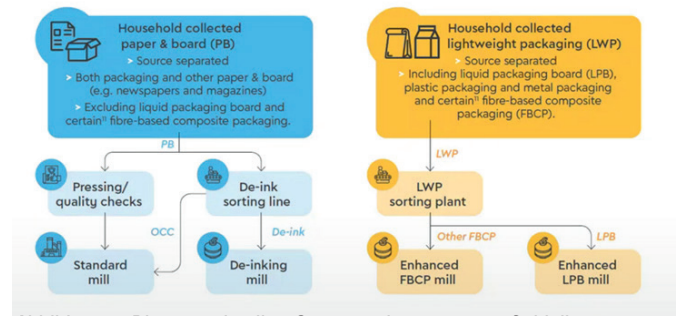 Household collected
paper & board (PB)
> Source separated
> Both packaging and other paper & board
(e.g. newspapers and magazines)
> Excluding liquid packaging board and
certain¹⁾ fibre-based composite packaging.
PB
Pressing/
quality checks
De-ink
sorting line
OCC
De-ink
Standard
mill
De-inking
mill
Household collected
lightweight packaging (LWP)
> Source separated
> Including liquid packaging board (LPB),
plastic packaging and metal packaging
and certain¹⁾ fibre-based composite
packaging (FBCP).
LWP
LWP
sorting plant
Other FBCP
LPB
Enhanced
FBCP mill
Enhanced
LPB mill